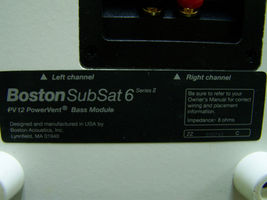 ▲ Left channel
▲ Right channel
Boston SubSat 6 Series II
PV12 PowerVent® Bass Module
Designed and manufactured in USA by
Boston Acoustics, Inc.
Lynnfield, MA 01940
Be sure to refer to your
Owner's Manual for correct
wiring and placement
information.
Impedance: 8 ohms
ZZ C